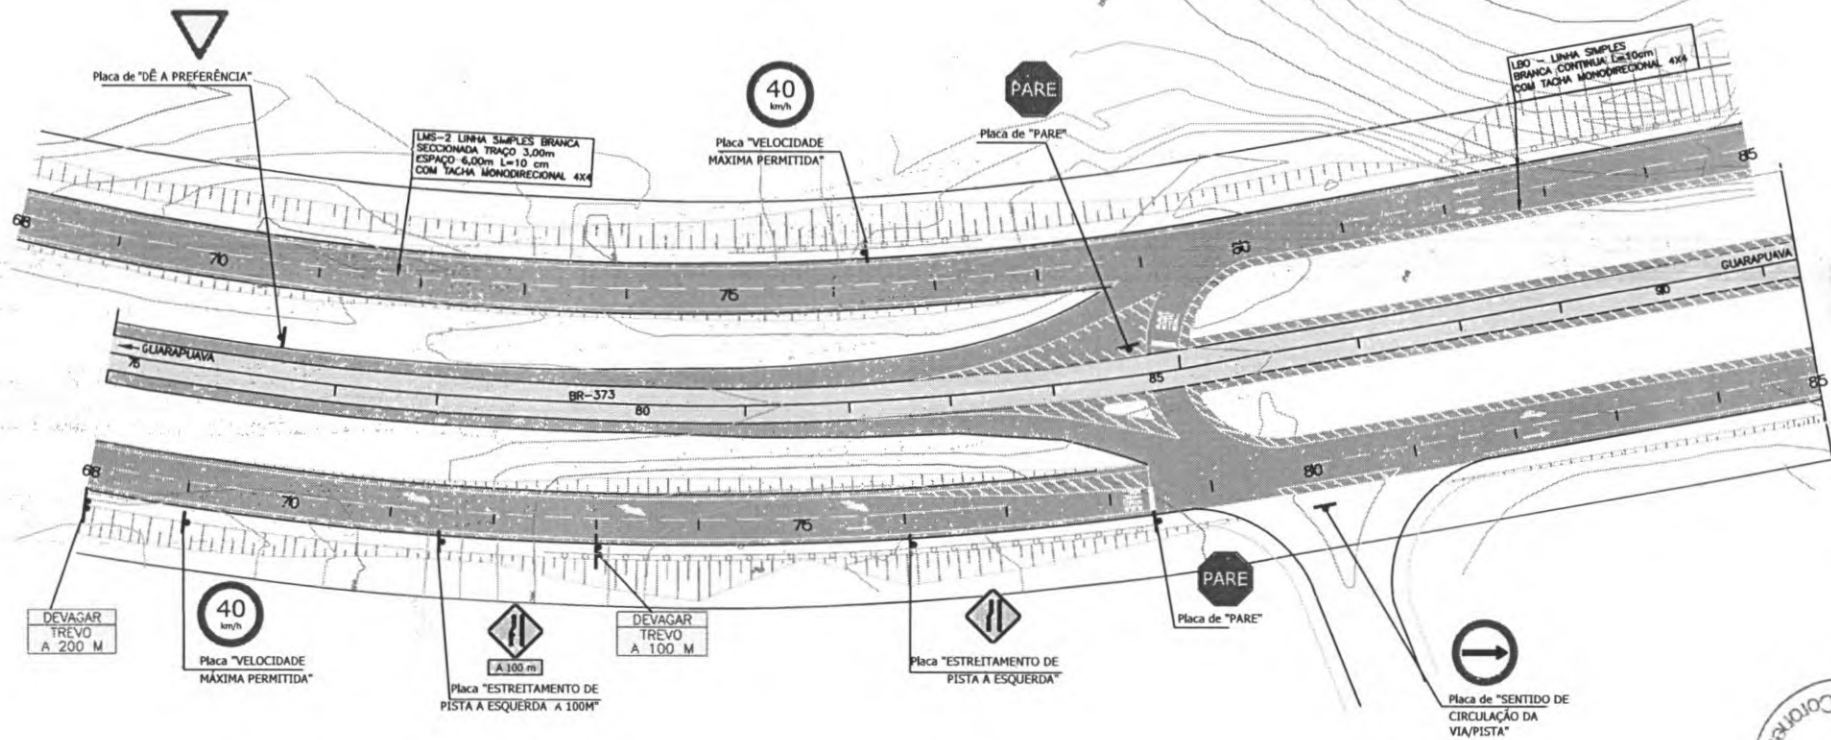 Placa de "DÊ A PREFERÊNCIA"
LMS-2 LINHA SIMPLES BRANCA
SECCIONADA TRAÇO 3,00m
ESPAÇO 6,00m L=10 cm
COM TACHA MONODIRECIONAL 4X4
40
km/h
Placa "VELOCIDADE
MÁXIMA PERMITIDA"
PARE
Placa de "PARE"
LBO - LINHA SIMPLES
BRANCA CONTINUA L=10cm
COM TACHA MONODIRECIONAL 4X4
68
70
75
80
85
GUARAPUAVA
75
BR-373
80
85
90
GUARAPUAVA
68
70
75
80
85
DEVAGAR
TREVO
A 200 M
40
km/h
Placa "VELOCIDADE
MÁXIMA PERMITIDA"
A 100 m
Placa "ESTREITAMENTO DE
PISTA A ESQUERDA A 100M"
DEVAGAR
TREVO
A 100 M
Placa "ESTREITAMENTO DE
PISTA A ESQUERDA"
PARE
Placa de "PARE"
Placa de "SENTIDO DE
CIRCULAÇÃO DA
VIA/PISTA"